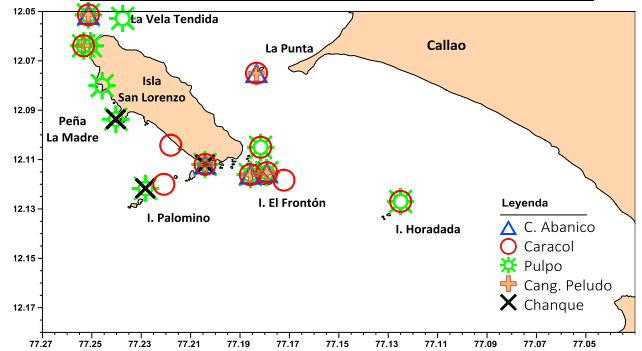 12.05
La Vela Tendida
La Punta
Callao
12.07
Isla
San Lorenzo
12.09
Peña
La Madre
12.11
I. El Frontón
Leyenda
12.13
I. Palomino
I. Horadada
C. Abanico
Caracol
12.15
Pulpo
Cang. Peludo
12.17
Chanque
77.27 77.25 77.23 77.21 77.19 77.17 77.15 77.13 77.11 77.09 77.07 77.05